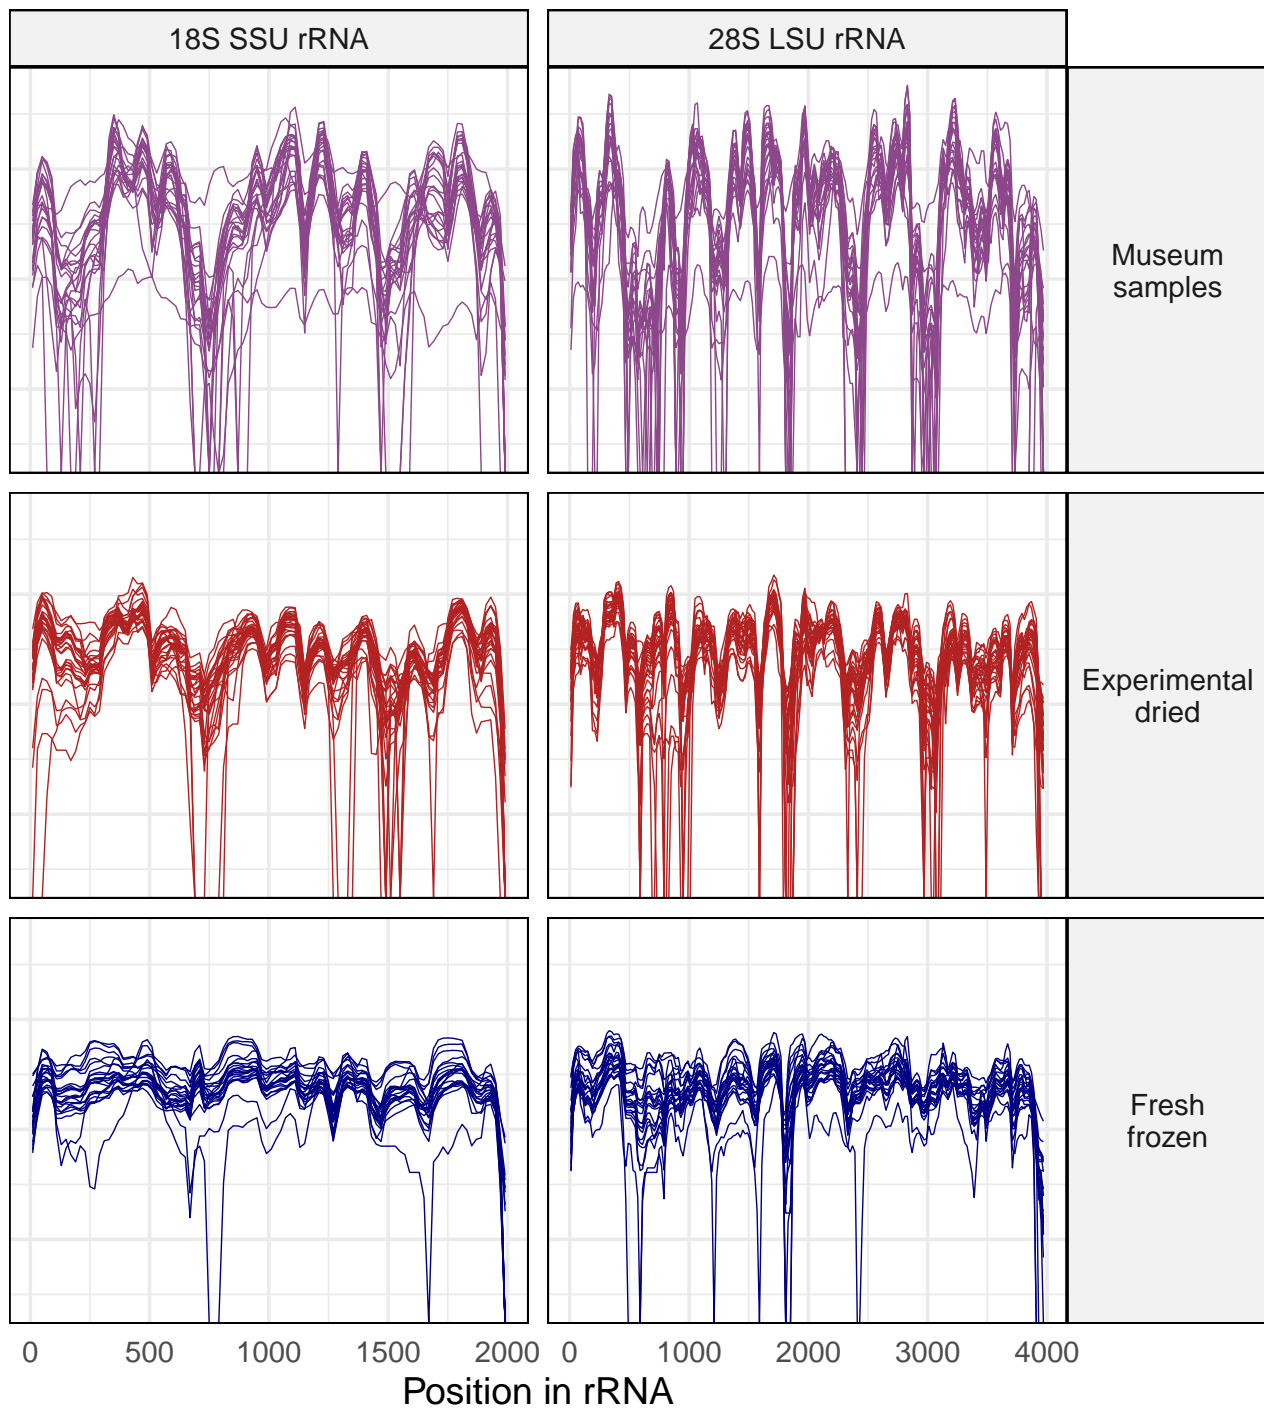 18S SSU rRNA
28S LSU rRNA
Museum
samples
Experimental
dried
Fresh
frozen
0 500 1000 1500 2000
0 1000 2000 3000 4000
Position in rRNA